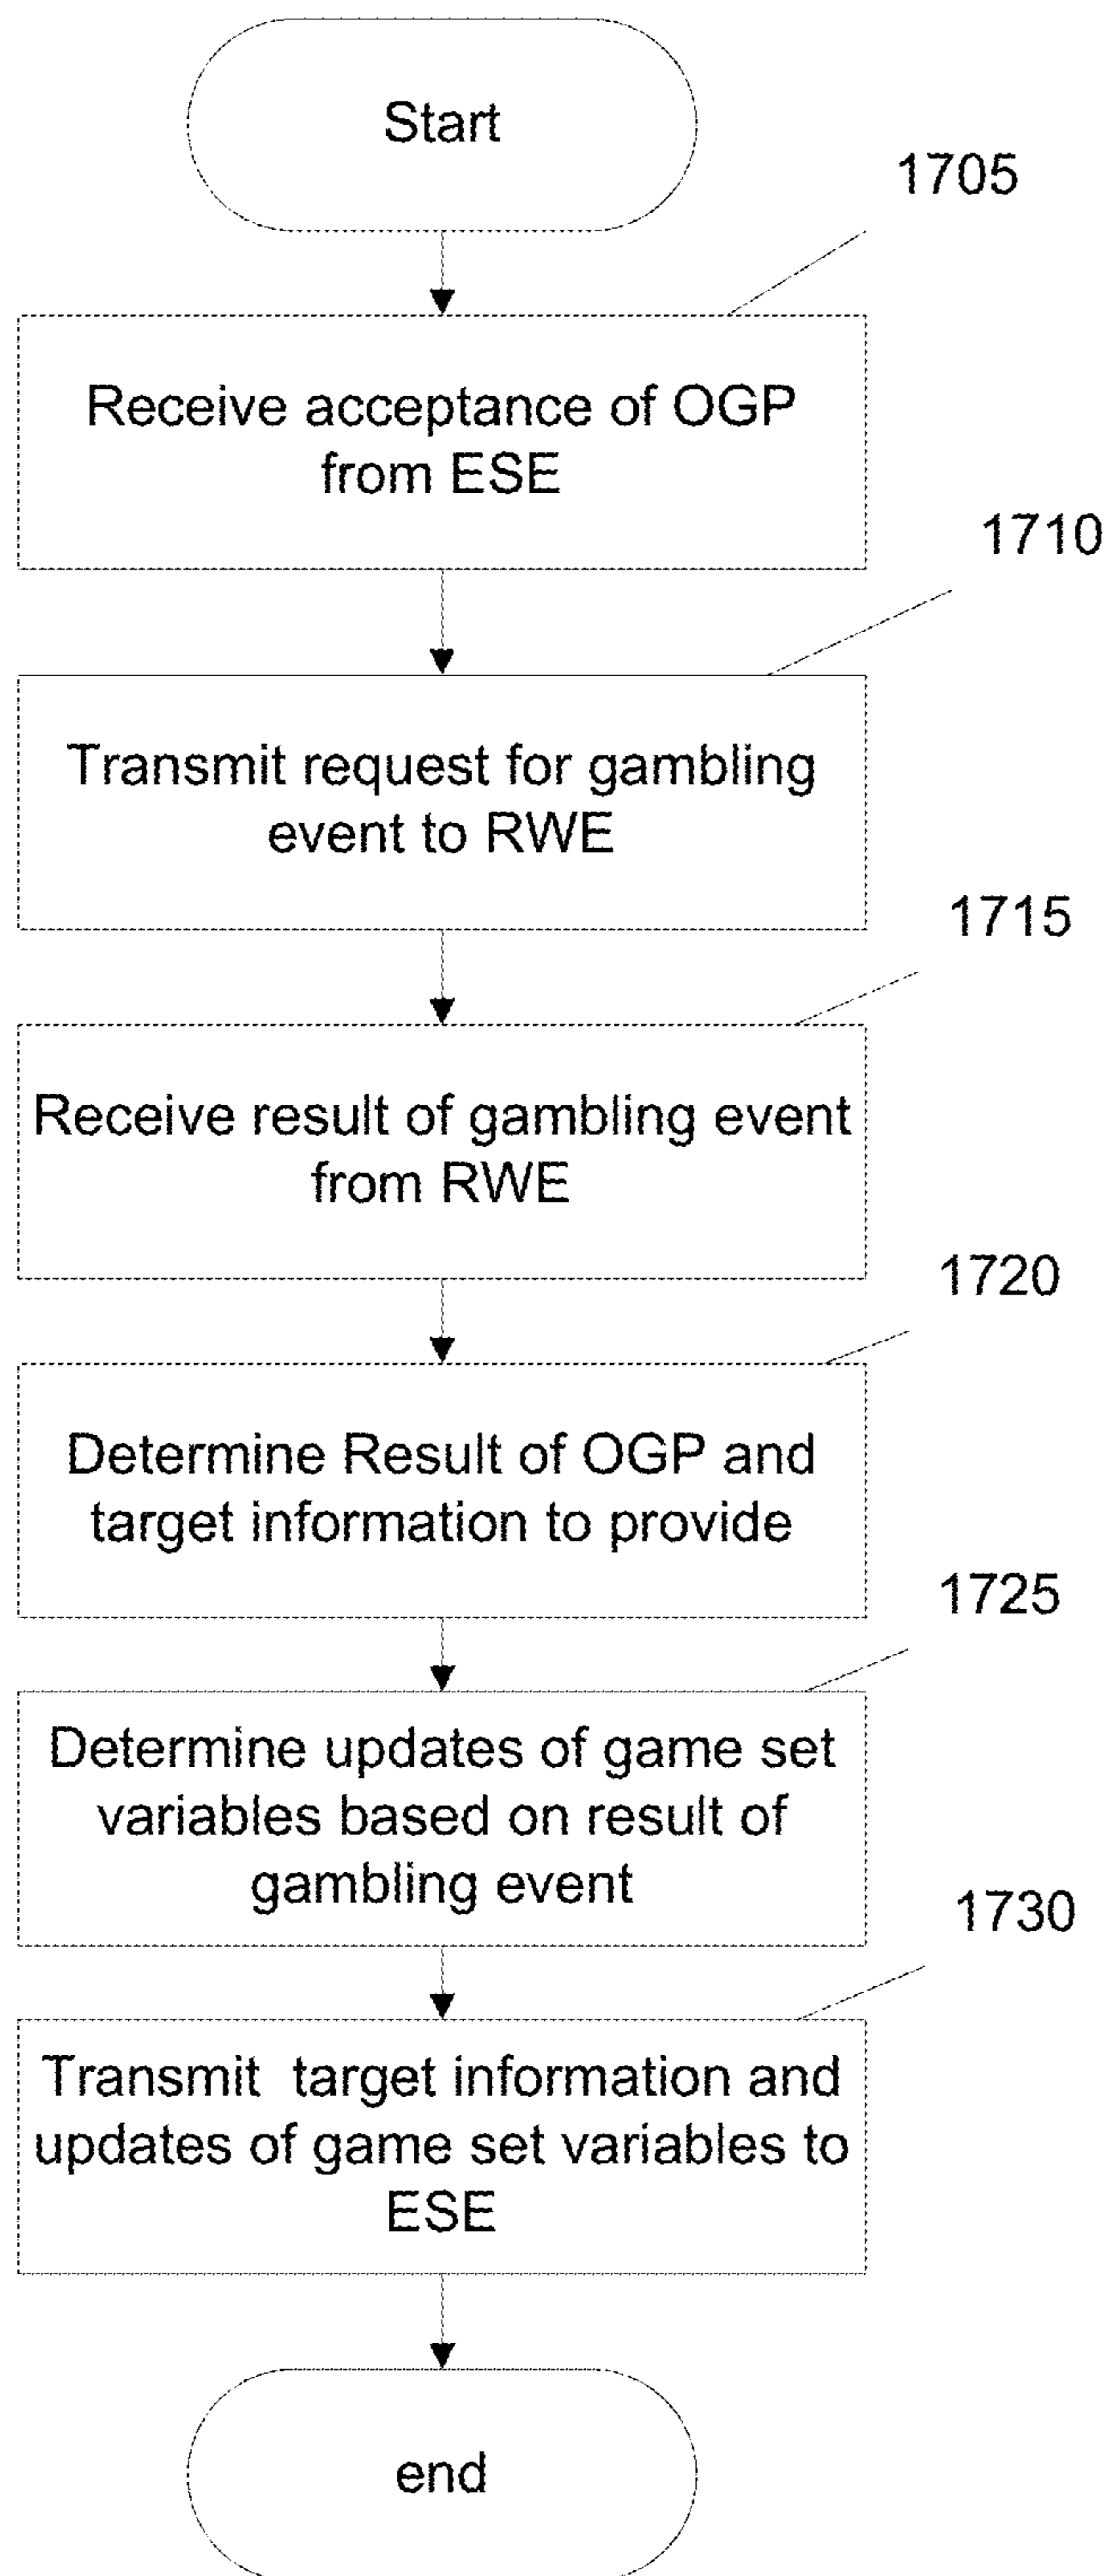 Start
1705
Receive acceptance of OGP
from ESE
1710
Transmit request for gambling
event to RWE
1715
Receive result of gambling event
from RWE
1720
Determine Result of OGP and
target information to provide
1725
Determine updates of game set
variables based on result of
gambling event
1730
Transmit target information and
updates of game set variables to
ESE
end